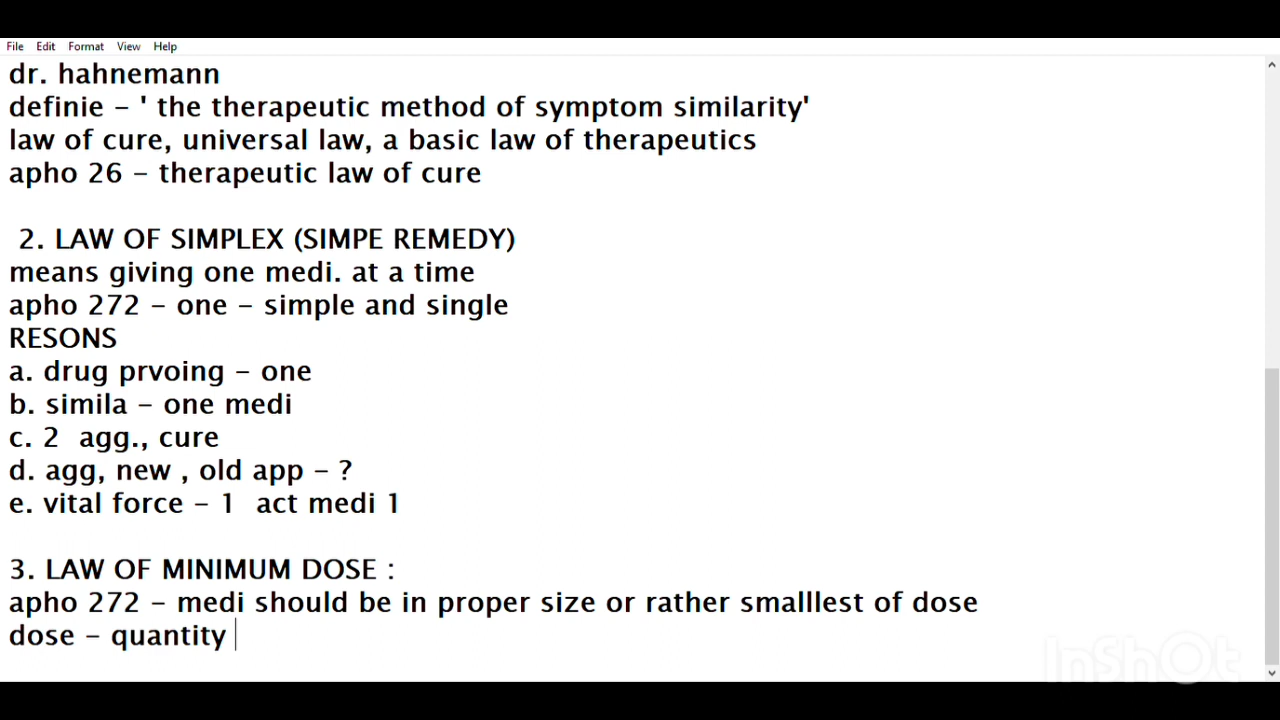 File Edit Format View Help
dr. hahnemann
definie – ' the therapeutic method of symptom similarity'
law of cure, universal law, a basic law of therapeutics
apho 26 – therapeutic law of cure
2. LAW OF SIMPLEX (SIMPE REMEDY)
means giving one medi. at a time
apho 272 – one – simple and single
RESONS
a. drug prvoing – one
b. simila – one medi
c. 2 agg., cure
d. agg, new , old app – ?
e. vital force – 1 act medi 1
3. LAW OF MINIMUM DOSE :
apho 272 – medi should be in proper size or rather smalllest of dose
dose – quantity
InShOt